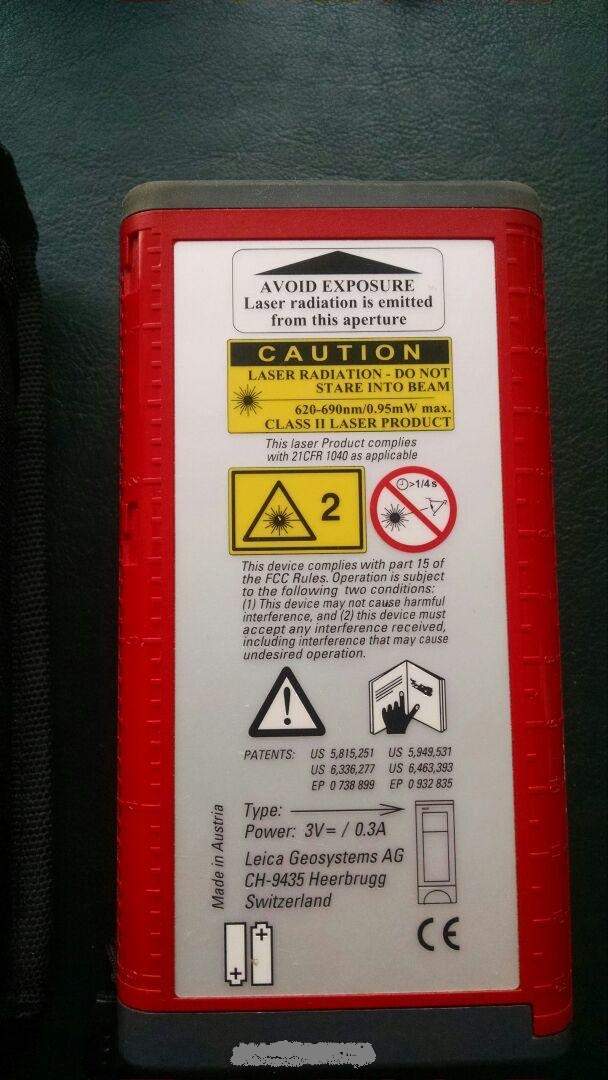 AVOID EXPOSURE
Laser radiation is emitted
from this aperture
CAUTION
LASER RADIATION - DO NOT
STARE INTO BEAM
620-690nm/0.95mW max.
CLASS II LASER PRODUCT
This laser Product complies
with 21CFR 1040 as applicable
2
>1/4s
This device complies with part 15 of
the FCC Rules. Operation is subject
to the following two conditions:
(1) This device may not cause harmful
interference, and (2) this device must
accept any interference received,
including interference that may cause
undesired operation.
PATENTS: US 5,815,251 US 5,949,531
US 6,336,277 US 6,463,393
EP 0 738 899 EP 0 932 835
Made in Austria
Type:
Power: 3V= / 0.3A
Leica Geosystems AG
CH-9435 Heerbrugg
Switzerland
CE
+ +